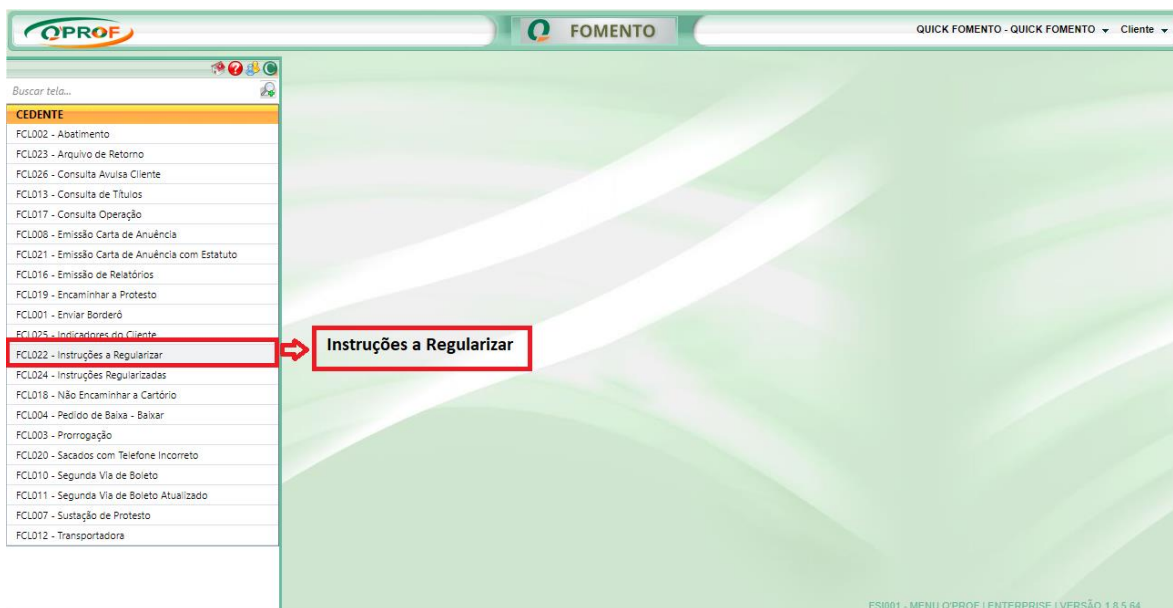 Q'PROF
Q FOMENTO
QUICK FOMENTO - QUICK FOMENTO
Cliente
Buscar tela...
CEDENTE
FCL002 - Abatimento
FCL023 - Arquivo de Retorno
FCL026 - Consulta Avulsa Cliente
FCL013 - Consulta de Títulos
FCL017 - Consulta Operação
FCL008 - Emissão Carta de Anuência
FCL021 - Emissão Carta de Anuência com Estatuto
FCL016 - Emissão de Relatórios
FCL019 - Encaminhar a Protesto
FCL001 - Enviar Borderô
FCL025 - Indicadores do Cliente
FCL022 - Instruções a Regularizar
Instruções a Regularizar
FCL024 - Instruções Regularizadas
FCL018 - Não Encaminhar a Cartório
FCL004 - Pedido de Baixa - Baixar
FCL003 - Prorrogação
FCL020 - Sacados com Telefone Incorreto
FCL010 - Segunda Via de Boleto
FCL011 - Segunda Via de Boleto Atualizado
FCL007 - Sustação de Protesto
FCL012 - Transportadora
FSI001 - MENU Q'PROF | ENTERPRISE | VERSÃO 1.8.5.64